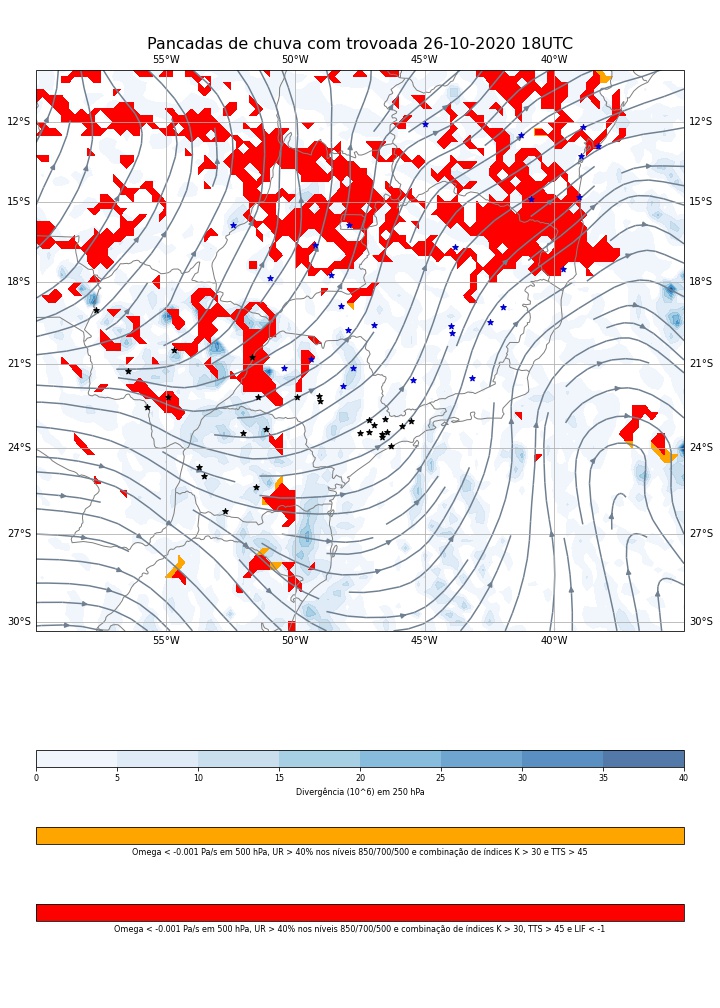 Pancadas de chuva com trovoada 26-10-2020 18UTC
55°W 50°W 45°W 40°W
12°S 12°S
15°S 15°S
18°S 18°S
21°S 21°S
24°S 24°S
27°S 27°S
30°S 30°S
55°W 50°W 45°W 40°W
0 5 10 15 20 25 30 35 40
Divergência (10^6) em 250 hPa
Omega < -0.001 Pa/s em 500 hPa, UR > 40% nos níveis 850/700/500 e combinação de índices K > 30 e TTS > 45
Omega < -0.001 Pa/s em 500 hPa, UR > 40% nos níveis 850/700/500 e combinação de índices K > 30, TTS > 45 e LIF < -1